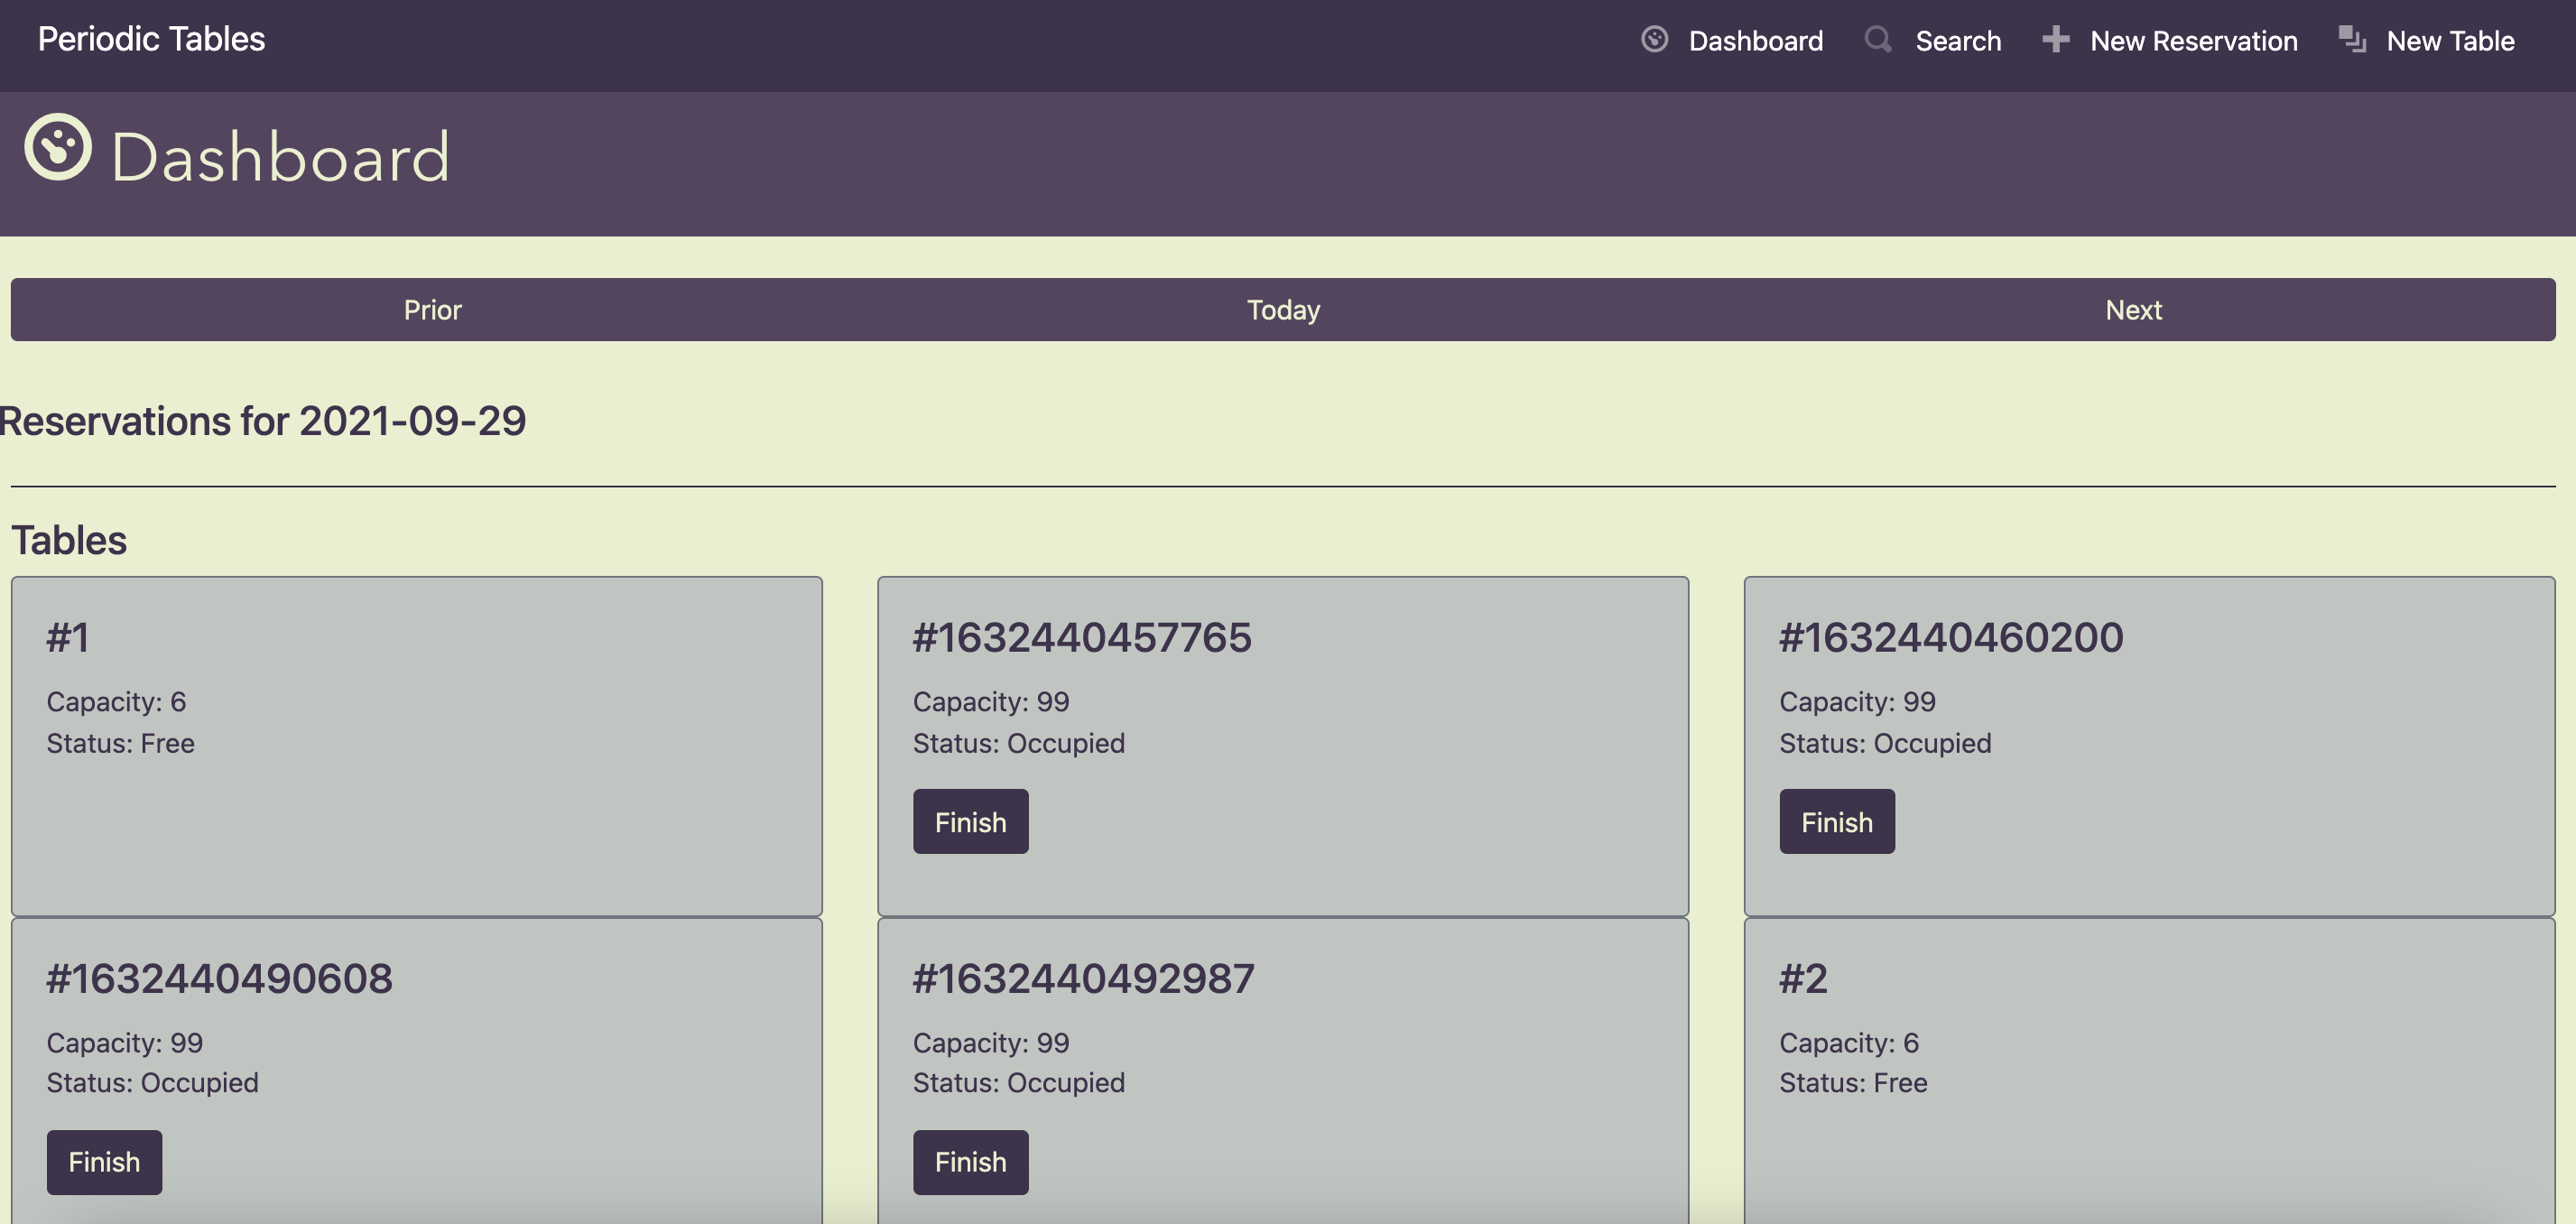 Periodic Tables
Dashboard
Search
New Reservation
New Table
Dashboard
Prior
Today
Next
Reservations for 2021-09-29
Tables
#1
Capacity: 6
Status: Free
#1632440457765
Capacity: 99
Status: Occupied
Finish
#1632440460200
Capacity: 99
Status: Occupied
Finish
#1632440490608
Capacity: 99
Status: Occupied
Finish
#1632440492987
Capacity: 99
Status: Occupied
Finish
#2
Capacity: 6
Status: Free